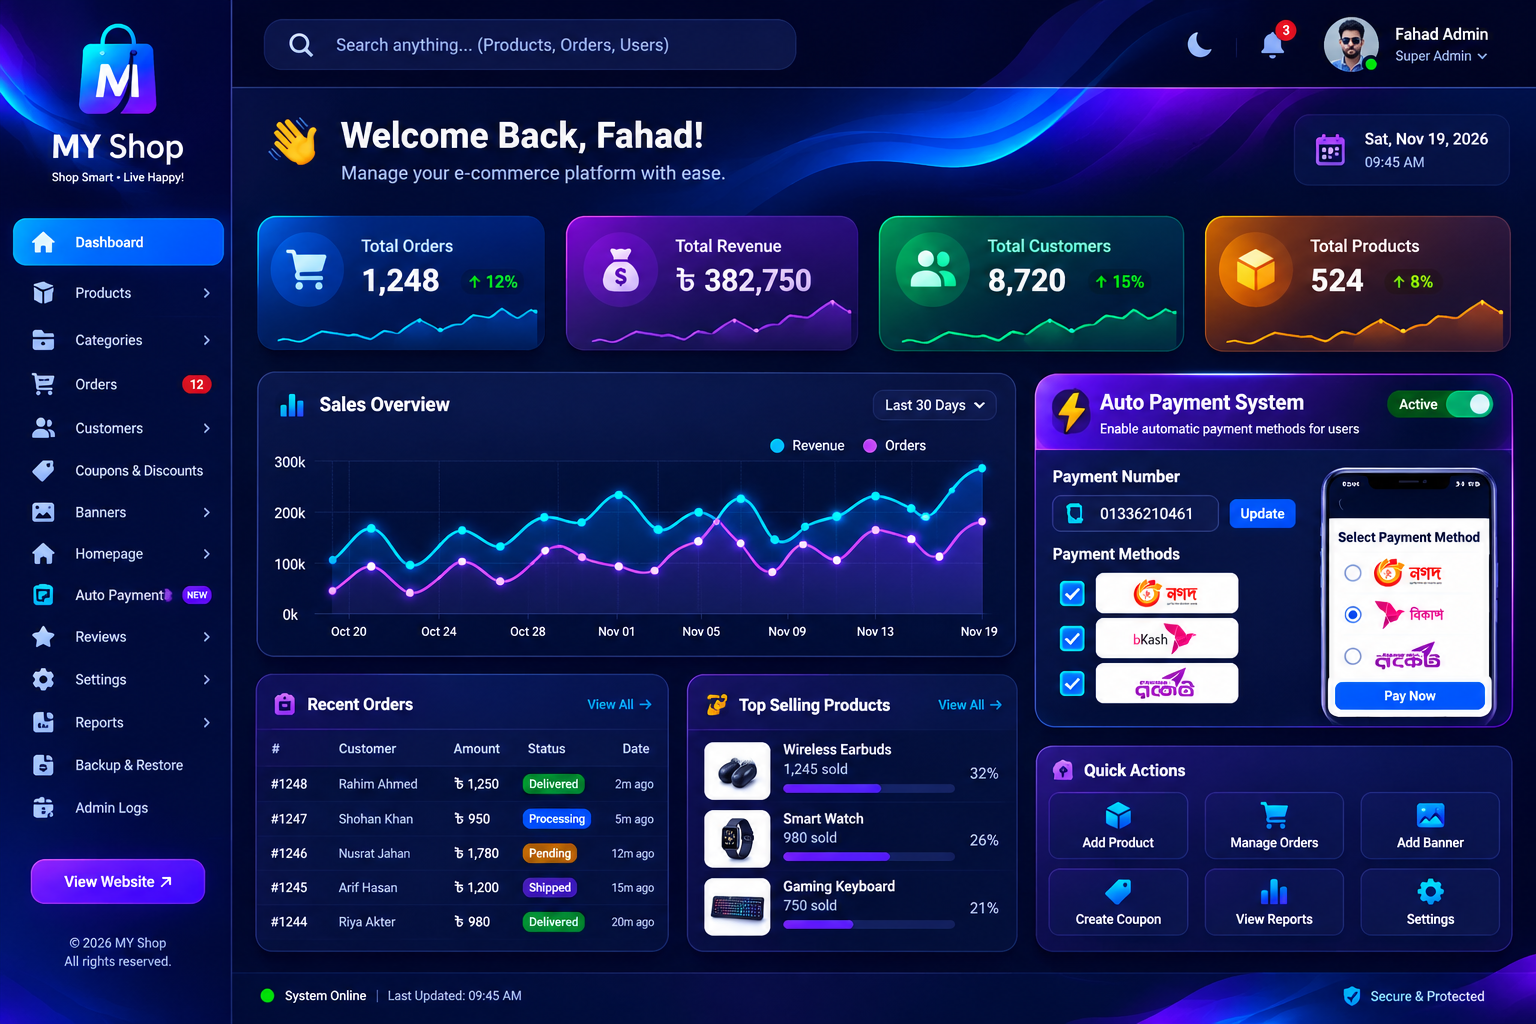 MY Shop
Shop Smart • Live Happy!
Dashboard
Products
Categories
Orders 12
Customers
Coupons & Discounts
Banners
Homepage
Auto Payment NEW
Reviews
Settings
Reports
Backup & Restore
Admin Logs
View Website
© 2026 MY Shop
All rights reserved.
Search anything... (Products, Orders, Users)
3
Fahad Admin
Super Admin
Welcome Back, Fahad!
Manage your e-commerce platform with ease.
Sat, Nov 19, 2026
09:45 AM
Total Orders
1,248 ↑ 12%
Total Revenue
৳ 382,750
Total Customers
8,720 ↑ 15%
Total Products
524 ↑ 8%
Sales Overview
Last 30 Days
Revenue Orders
300k
200k
100k
0k
Oct 20 Oct 24 Oct 28 Nov 01 Nov 05 Nov 09 Nov 13 Nov 19
Auto Payment System
Enable automatic payment methods for users
Active
Payment Number
01336210461 Update
Payment Methods
নগদ
bKash
Select Payment Method
নগদ
বিকাশ
Pay Now
Recent Orders
View All →
# Customer Amount Status Date
#1248 Rahim Ahmed ৳ 1,250 Delivered 2m ago
#1247 Shohan Khan ৳ 950 Processing 5m ago
#1246 Nusrat Jahan ৳ 1,780 Pending 12m ago
#1245 Arif Hasan ৳ 1,200 Shipped 15m ago
#1244 Riya Akter ৳ 980 Delivered 20m ago
Top Selling Products
View All →
Wireless Earbuds
1,245 sold
32%
Smart Watch
980 sold
26%
Gaming Keyboard
750 sold
21%
Quick Actions
Add Product
Manage Orders
Add Banner
Create Coupon
View Reports
Settings
System Online | Last Updated: 09:45 AM
Secure & Protected